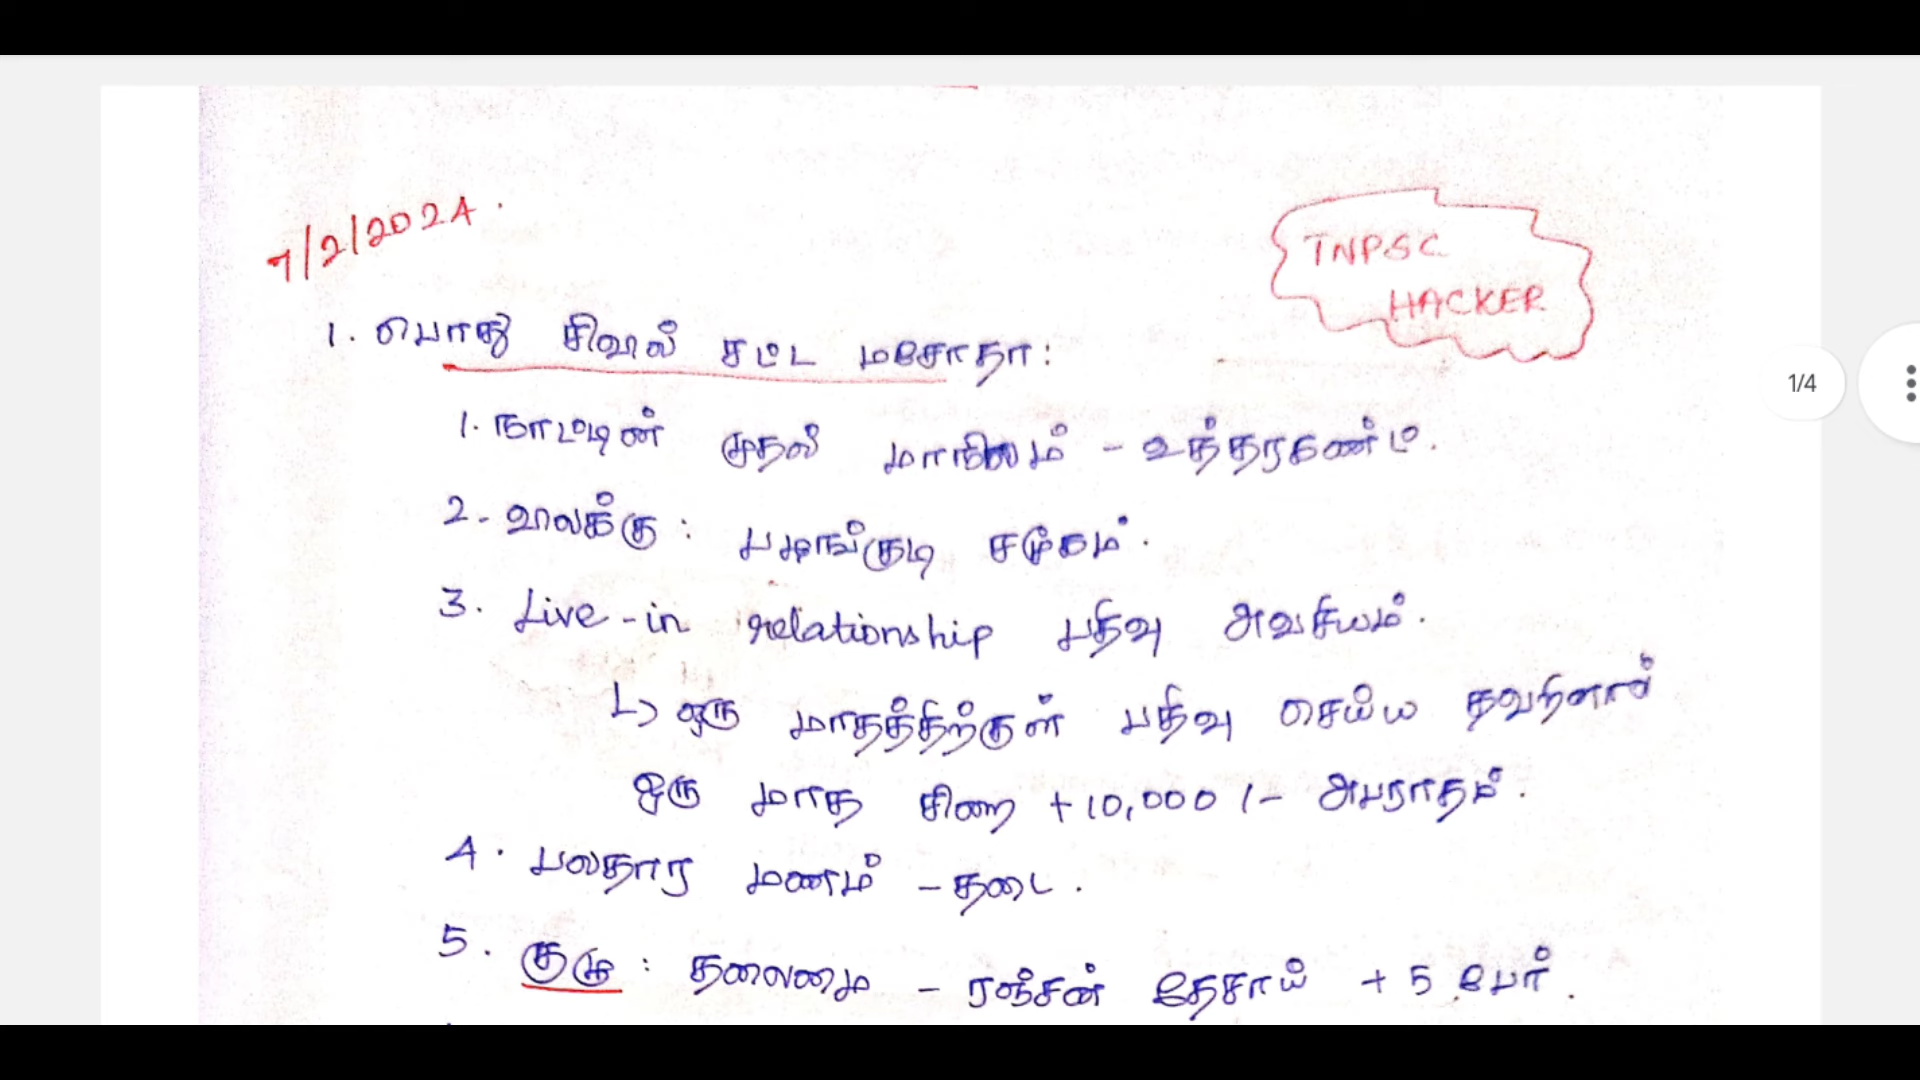 7/2/2024.
TNPSC
HACKER
1. பொது சிவில் சட்ட மசோதா:
1. நாட்டின் முதல் மாநிலம் - உத்தரகண்ட்.
2. விலக்கு: பழங்குடி சமூகம்.
3. Live-in relationship பதிவு அவசியம்.
ஒரு மாதத்திற்குள் பதிவு செய்ய தவறினால்
ஒரு மாத சிறை +10,000/- அபராதம்.
4. பலதார மணம் - தடை.
5. குழு: தலைமை - ரஞ்சன் தேசாய் + 5 பேர்.
1/4